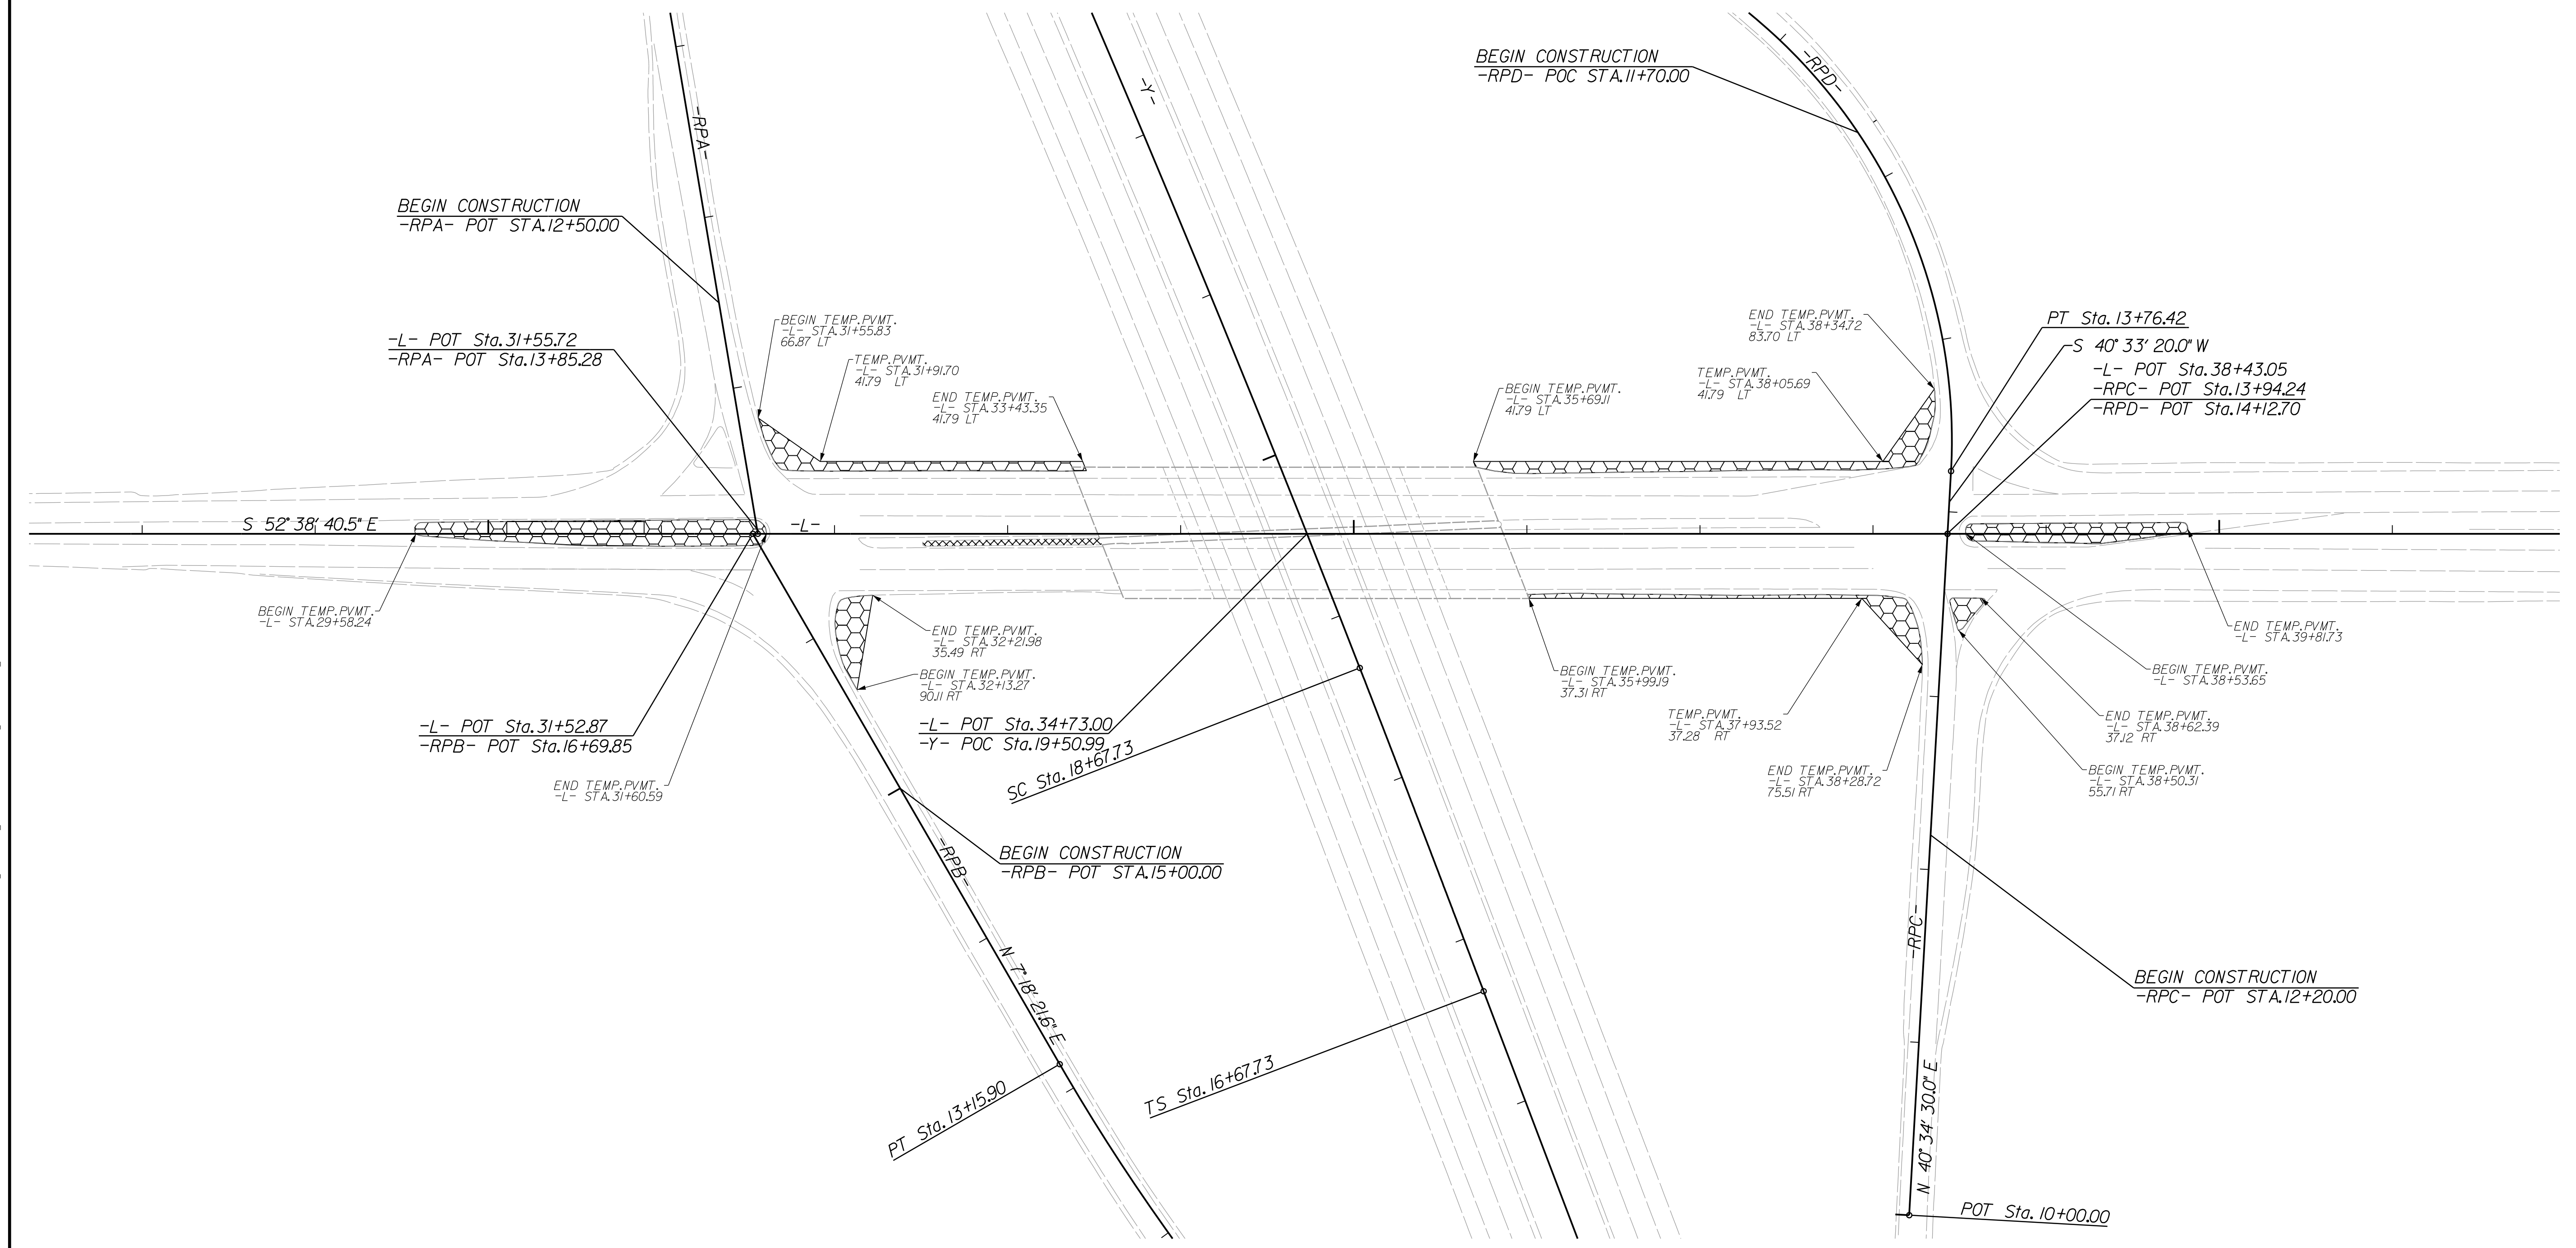 BEGIN CONSTRUCTION
-RPD- POC STA.11+70.00
-RPD-
-Y-
-RPA-
BEGIN CONSTRUCTION
-RPA- POT STA.12+50.00
-L- POT Sta.31+55.72
-RPA- POT Sta.13+85.28
BEGIN TEMP.PVMT.
-L- STA.31+55.83
66.87 LT
TEMP.PVMT.
-L- STA.31+91.70
41.79 LT
END TEMP.PVMT.
-L- STA.33+43.35
41.79 LT
BEGIN TEMP.PVMT.
-L- STA.35+69.11
41.79 LT
END TEMP.PVMT.
-L- STA.38+34.72
83.70 LT
TEMP.PVMT.
-L- STA.38+05.69
41.79 LT
PT Sta.13+76.42
S 40° 33' 20.0" W
-L- POT Sta.38+43.05
-RPC- POT Sta.13+94.24
-RPD- POT Sta.14+12.70
S 52° 38' 40.5" E
-L-
BEGIN TEMP.PVMT.
-L- STA.29+58.24
END TEMP.PVMT.
-L- STA.32+21.98
35.49 RT
BEGIN TEMP.PVMT.
-L- STA.32+13.27
90.11 RT
-L- POT Sta.31+52.87
-RPB- POT Sta.16+69.85
END TEMP.PVMT.
-L- STA.31+60.59
-L- POT Sta.34+73.00
-Y- POC Sta.19+50.99
SC Sta.18+67.73
BEGIN TEMP.PVMT.
-L- STA.35+99.19
37.31 RT
TEMP.PVMT.
-L- STA.37+93.52
37.28 RT
END TEMP.PVMT.
-L- STA.38+28.72
75.51 RT
END TEMP.PVMT.
-L- STA.39+81.73
BEGIN TEMP.PVMT.
-L- STA.38+53.65
END TEMP.PVMT.
-L- STA.38+62.39
37.12 RT
BEGIN TEMP.PVMT.
-L- STA.38+50.31
55.71 RT
BEGIN CONSTRUCTION
-RPB- POT STA.15+00.00
-RPB-
N 7° 18' 21.6" E
PT Sta.13+15.90
TS Sta.16+67.73
-RPC-
BEGIN CONSTRUCTION
-RPC- POT STA.12+20.00
N 40° 34' 30.0" E
POT Sta.10+00.00